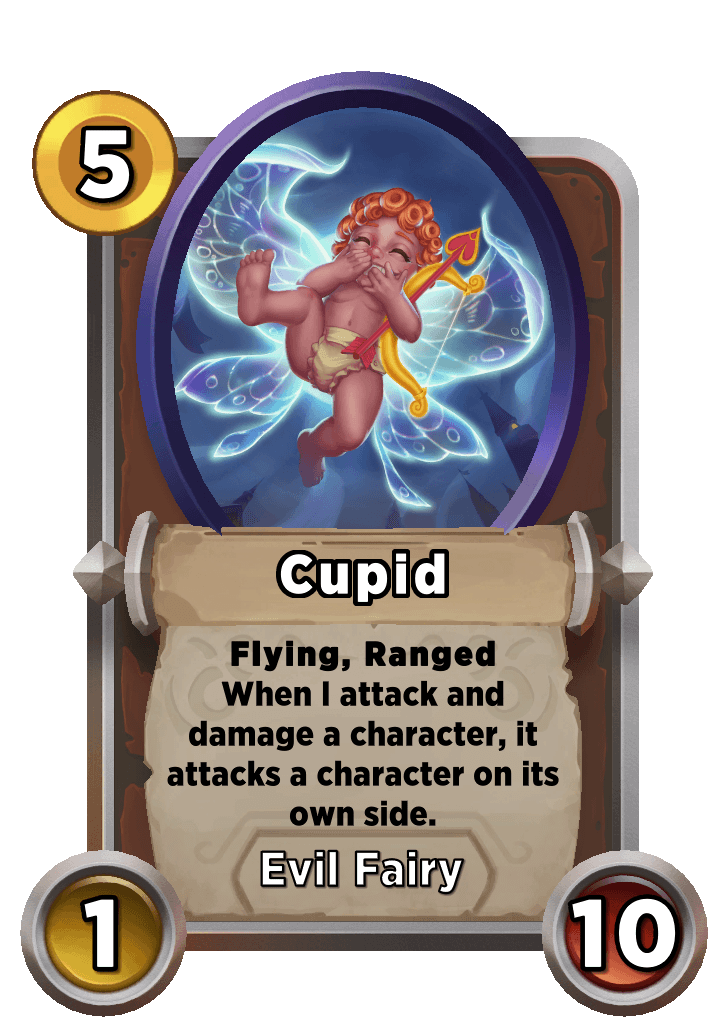 5
Cupid
Flying, Ranged
When I attack and
damage a character, it
attacks a character on its
own side.
Evil Fairy
1
10